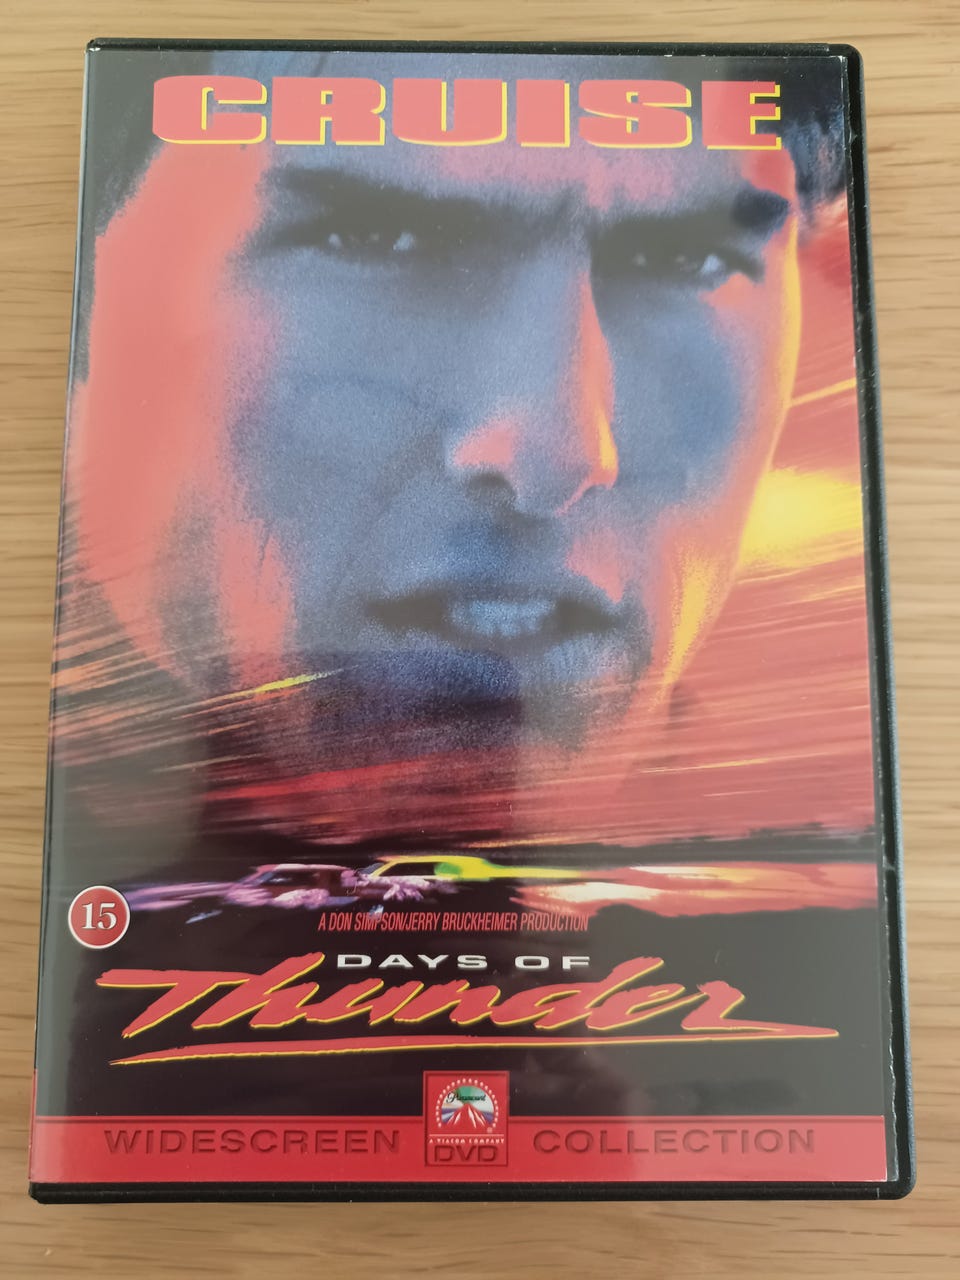 CRUISE
15
A DON SIMPSON/JERRY BRUCKHEIMER PRODUCTION
DAYS OF
Thunder
Paramount
A VIACOM COMPANY
WIDESCREEN DVD COLLECTION